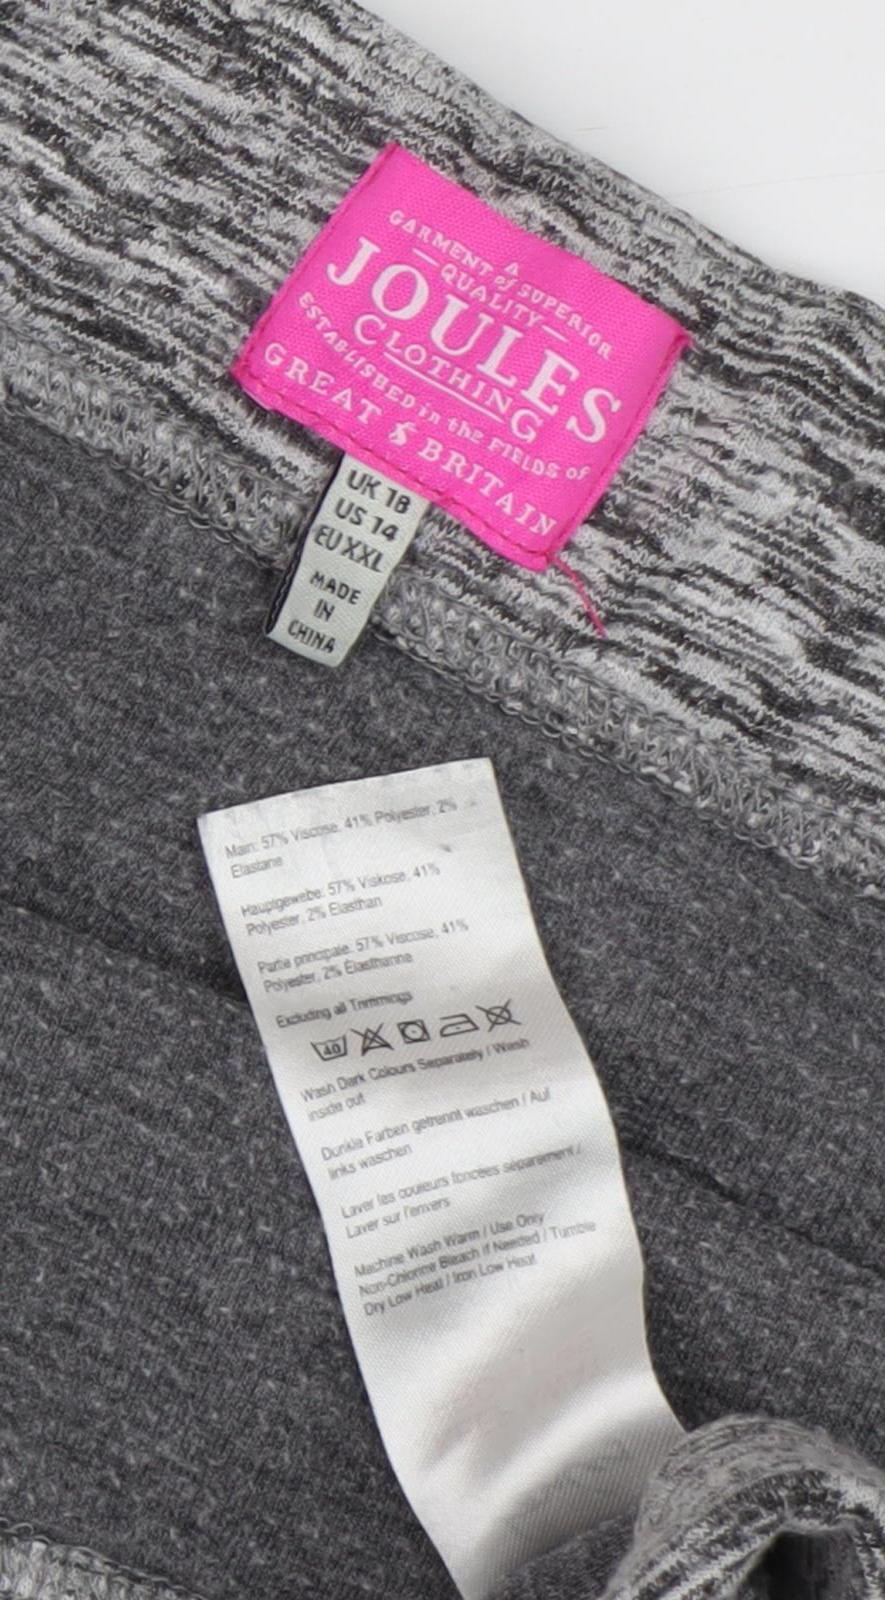 A
GARMENT of SUPERIOR
QUALITY
JOULES
CLOTHING
ESTABLISHED in the FIELDS of
GREAT & BRITAIN
UK 18
US 14
EU XXL
MADE
IN
CHINA
Main: 57% Viscose, 41% Polyester, 2%
Elastane
Hauptgewebe: 57% Viskose, 41%
Polyester, 2% Elasthan
Partie principale: 57% Viscose, 41%
Polyester, 2% Élasthanne
Excluding all Trimmings
40
Wash Dark Colours Separately / Wash
inside out
Dunkle Farben getrennt waschen / Auf
links waschen
Laver les couleurs foncées séparément /
Laver sur l'envers
Machine Wash Warm / Use Only
Non-Chlorine Bleach If Needed / Tumble
Dry Low Heat / Iron Low Heat